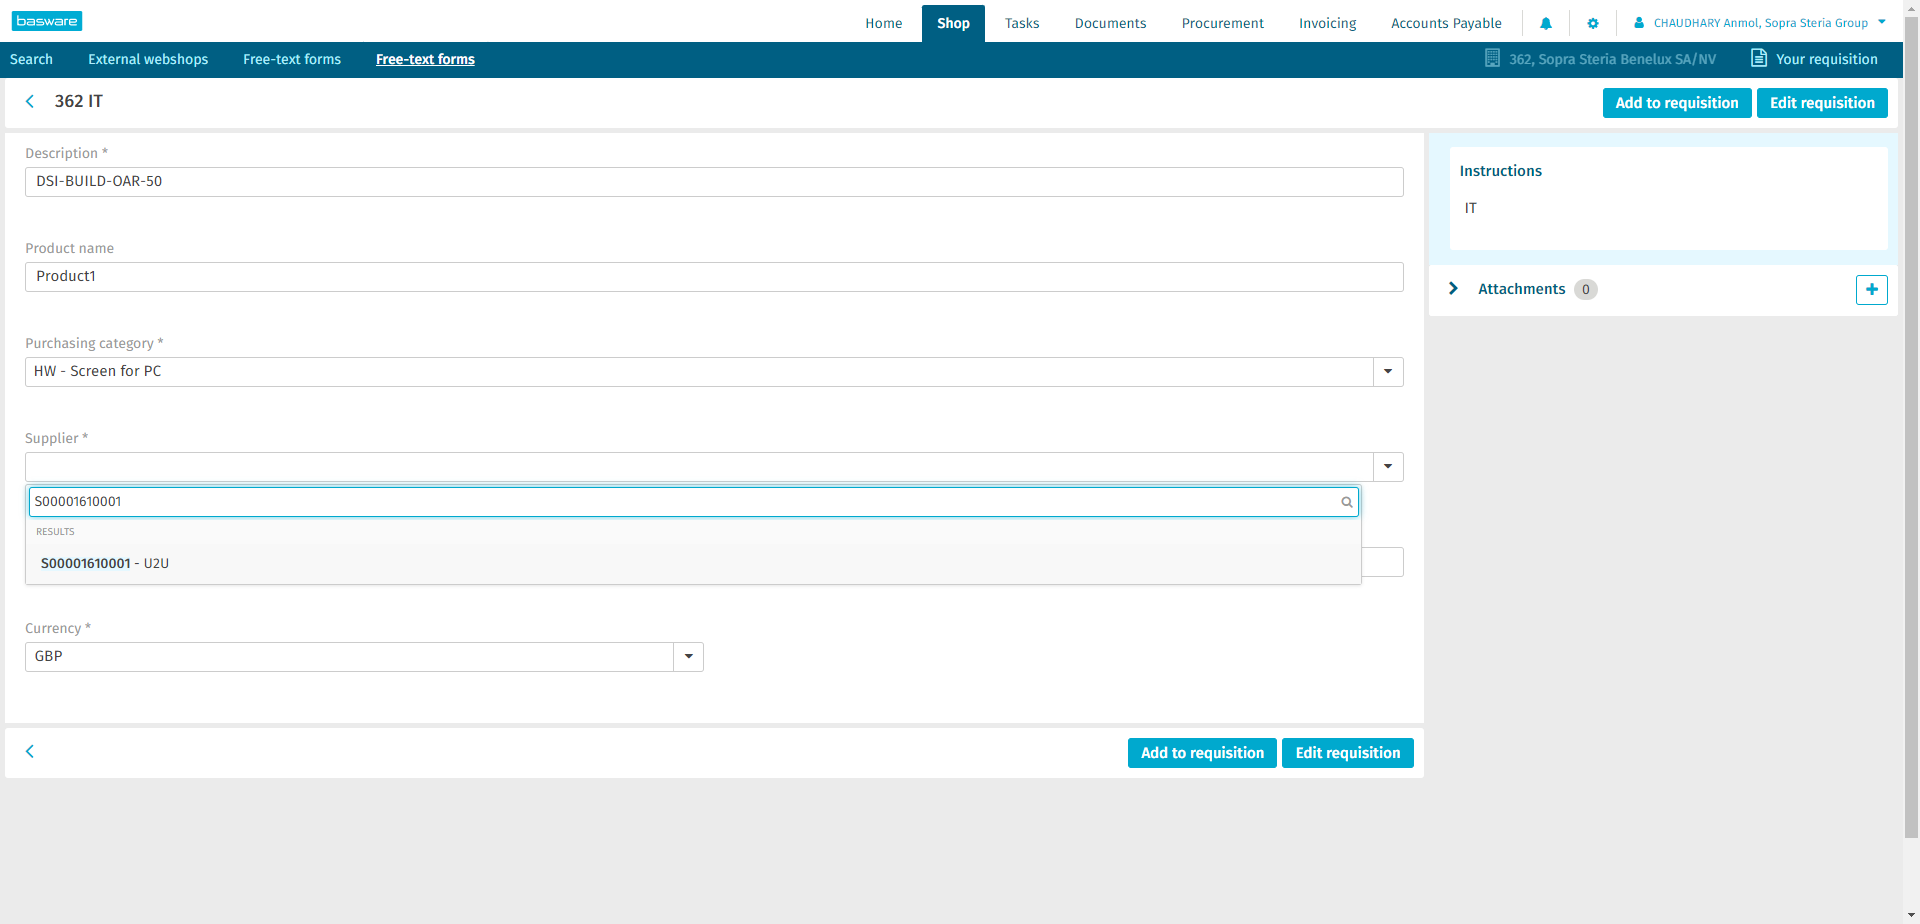 basware
Home
Shop
Tasks
Documents
Procurement
Invoicing
Accounts Payable
CHAUDHARY Anmol, Sopra Steria Group
Search
External webshops
Free-text forms
Free-text forms
362, Sopra Steria Benelux SA/NV
Your requisition
362 IT
Add to requisition
Edit requisition
Description *
DSI-BUILD-OAR-50
Product name
Product1
Purchasing category *
HW - Screen for PC
Supplier *
S00001610001
RESULTS
S00001610001 - U2U
Currency *
GBP
Add to requisition
Edit requisition
Instructions
IT
Attachments 0